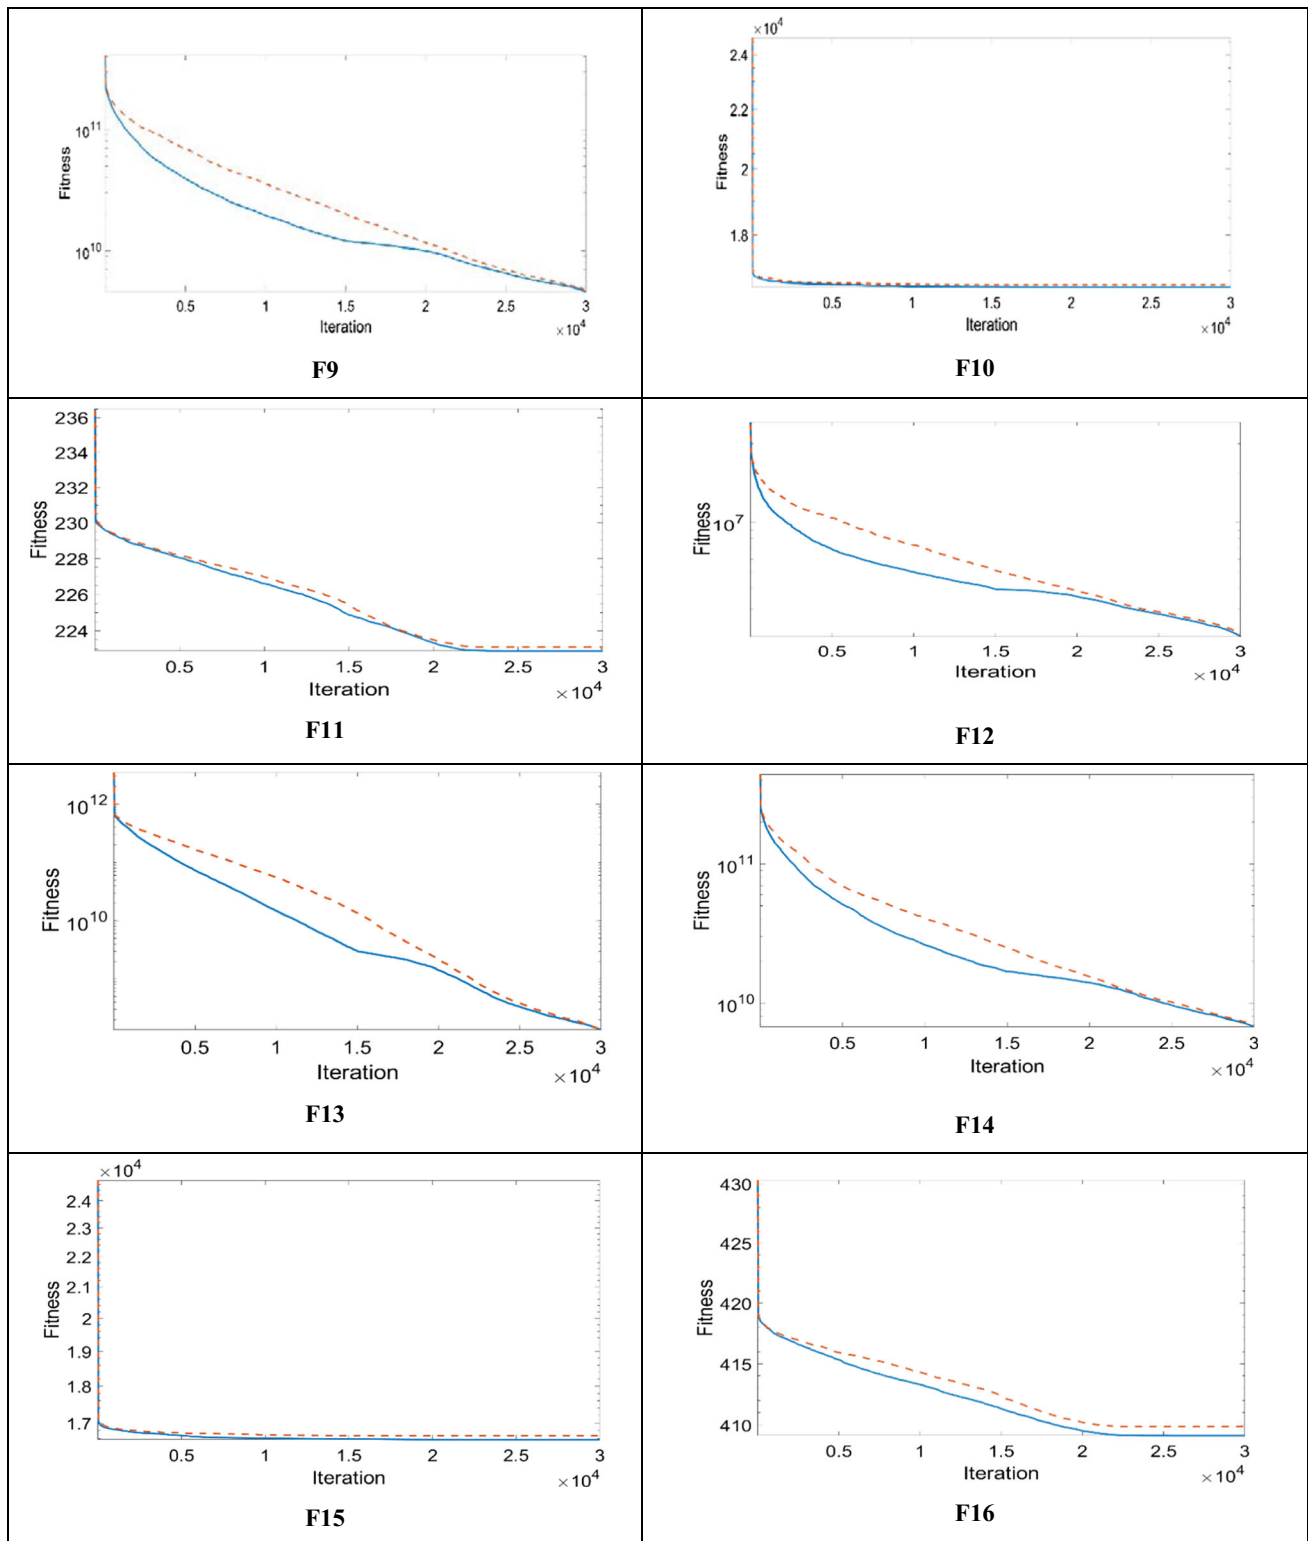 10¹¹
10¹⁰
Fitness
0.5 1 1.5 2 2.5 3
Iteration
×10⁴
F9
×10⁴
2.4
2.2
2
1.8
Fitness
0.5 1 1.5 2 2.5 3
Iteration
×10⁴
F10
236
234
232
230
228
226
224
Fitness
0.5 1 1.5 2 2.5 3
Iteration
×10⁴
F11
10⁷
Fitness
0.5 1 1.5 2 2.5 3
Iteration
×10⁴
F12
10¹²
10¹⁰
Fitness
0.5 1 1.5 2 2.5 3
Iteration
×10⁴
F13
10¹¹
10¹⁰
Fitness
0.5 1 1.5 2 2.5 3
Iteration
×10⁴
F14
×10⁴
2.4
2.3
2.2
2.1
2
1.9
1.8
1.7
Fitness
0.5 1 1.5 2 2.5 3
Iteration
×10⁴
F15
430
425
420
415
410
Fitness
0.5 1 1.5 2 2.5 3
Iteration
×10⁴
F16